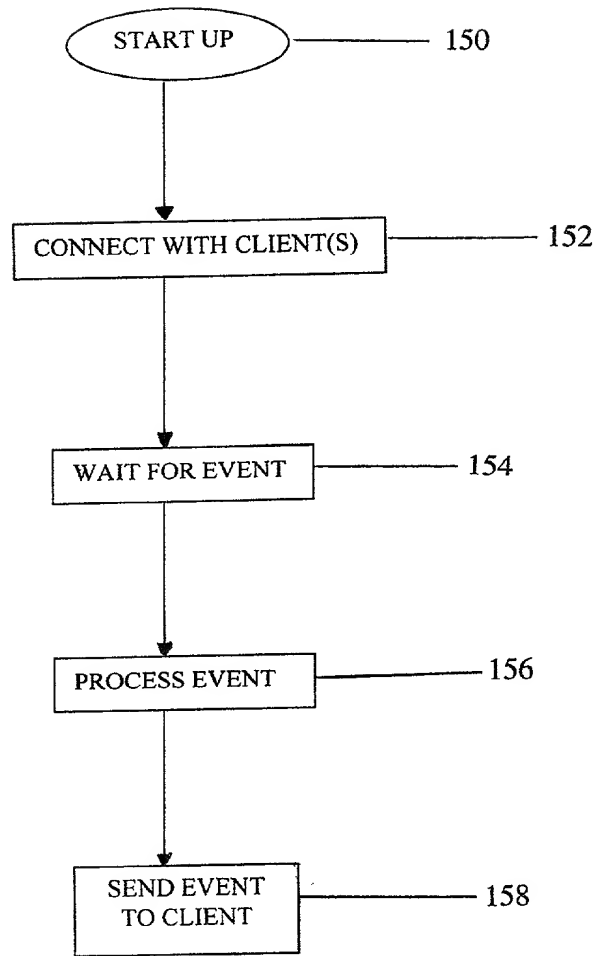 START UP
150
CONNECT WITH CLIENT(S)
152
WAIT FOR EVENT
154
PROCESS EVENT
156
SEND EVENT
TO CLIENT
158